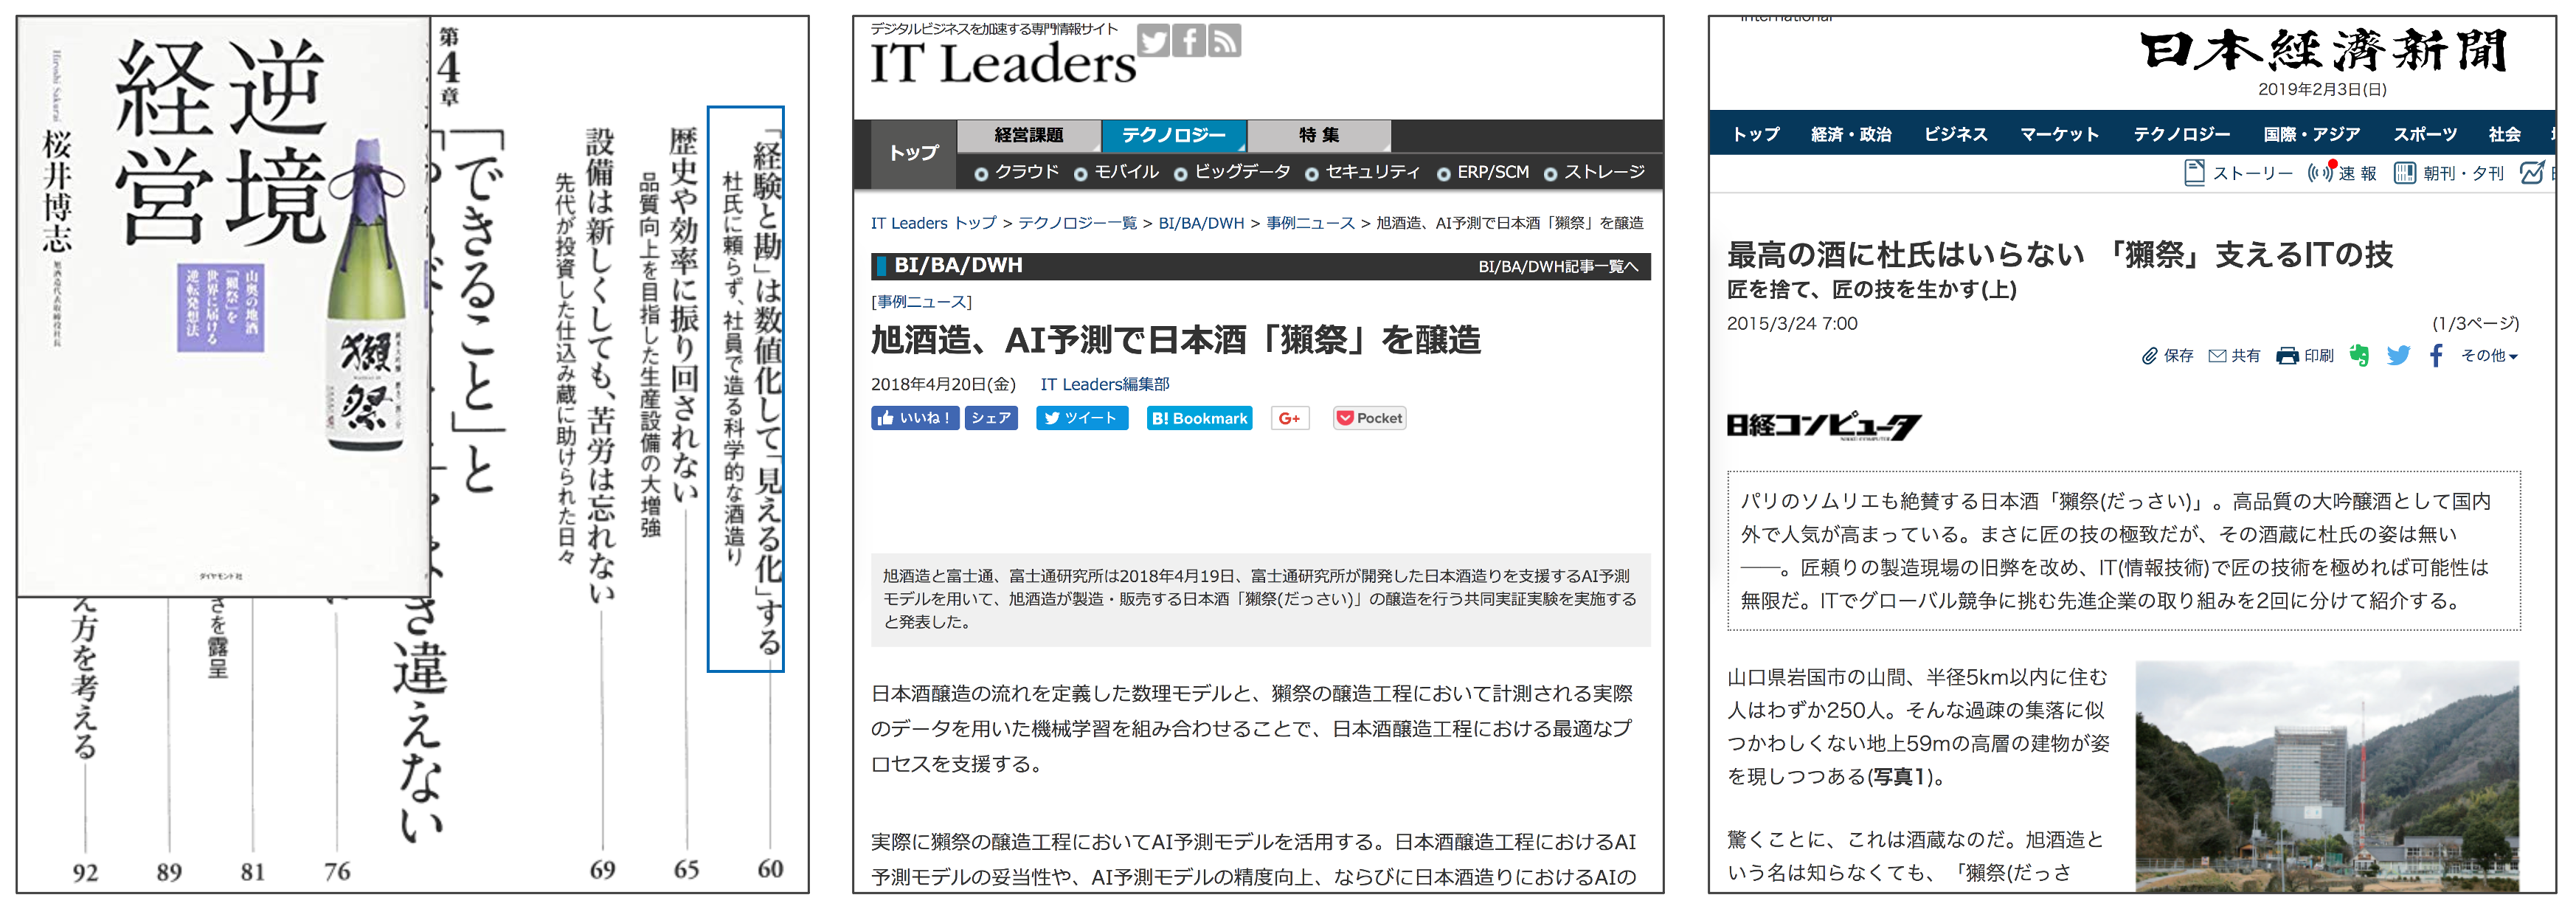 逆境
経営
Hiroshi Sakurai
桜井博志
旭酒造代表取締役社長
山奥の地酒
「獺祭」を
世界に届ける
逆転発想法
獺祭
ダイヤモンド社
「経験と勘」は数値化して「見える化」する
杜氏に頼らず、社員で造る科学的な酒造り
60
歴史や効率に振り回されない
品質向上を目指した生産設備の大増強
65
設備は新しくしても、苦労は忘れない
先代が投資した仕込み蔵に助けられた日々
69
第4章
「できること」と
き違えない
76
81
さを露呈
89
え方を考える
92
デジタルビジネスを加速する専門情報サイト
IT Leaders
トップ
経営課題
テクノロジー
特 集
クラウド
モバイル
ビッグデータ
セキュリティ
ERP/SCM
ストレージ
IT Leaders トップ > テクノロジー一覧 > BI/BA/DWH > 事例ニュース > 旭酒造、AI予測で日本酒「獺祭」を醸造
BI/BA/DWH
BI/BA/DWH記事一覧へ
[事例ニュース]
旭酒造、AI予測で日本酒「獺祭」を醸造
2018年4月20日(金) IT Leaders編集部
いいね！ シェア ツイート B! Bookmark G+ Pocket
旭酒造と富士通、富士通研究所は2018年4月19日、富士通研究所が開発した日本酒造りを支援するAI予測
モデルを用いて、旭酒造が製造・販売する日本酒「獺祭(だっさい)」の醸造を行う共同実証実験を実施する
と発表した。
日本酒醸造の流れを定義した数理モデルと、獺祭の醸造工程において計測される実際
のデータを用いた機械学習を組み合わせることで、日本酒醸造工程における最適なプ
ロセスを支援する。
実際に獺祭の醸造工程においてAI予測モデルを活用する。日本酒醸造工程におけるAI
予測モデルの妥当性や、AI予測モデルの精度向上、ならびに日本酒造りにおけるAIの
International
日本経済新聞
2019年2月3日(日)
トップ 経済・政治 ビジネス マーケット テクノロジー 国際・アジア スポーツ 社会
ストーリー 速報 朝刊・夕刊
最高の酒に杜氏はいらない 「獺祭」支えるITの技
匠を捨て、匠の技を生かす(上)
2015/3/24 7:00
(1/3ページ)
保存 共有 印刷 その他
日経コンピュータ
NIKKEI COMPUTER
パリのソムリエも絶賛する日本酒「獺祭(だっさい)」。高品質の大吟醸酒として国内
外で人気が高まっている。まさに匠の技の極致だが、その酒蔵に杜氏の姿は無い
――。匠頼りの製造現場の旧弊を改め、IT(情報技術)で匠の技術を極めれば可能性は
無限だ。ITでグローバル競争に挑む先進企業の取り組みを2回に分けて紹介する。
山口県岩国市の山間、半径5km以内に住む
人はわずか250人。そんな過疎の集落に似
つかわしくない地上59mの高層の建物が姿
を現しつつある(写真1)。
驚くことに、これは酒蔵なのだ。旭酒造と
いう名は知らなくても、「獺祭(だっさ